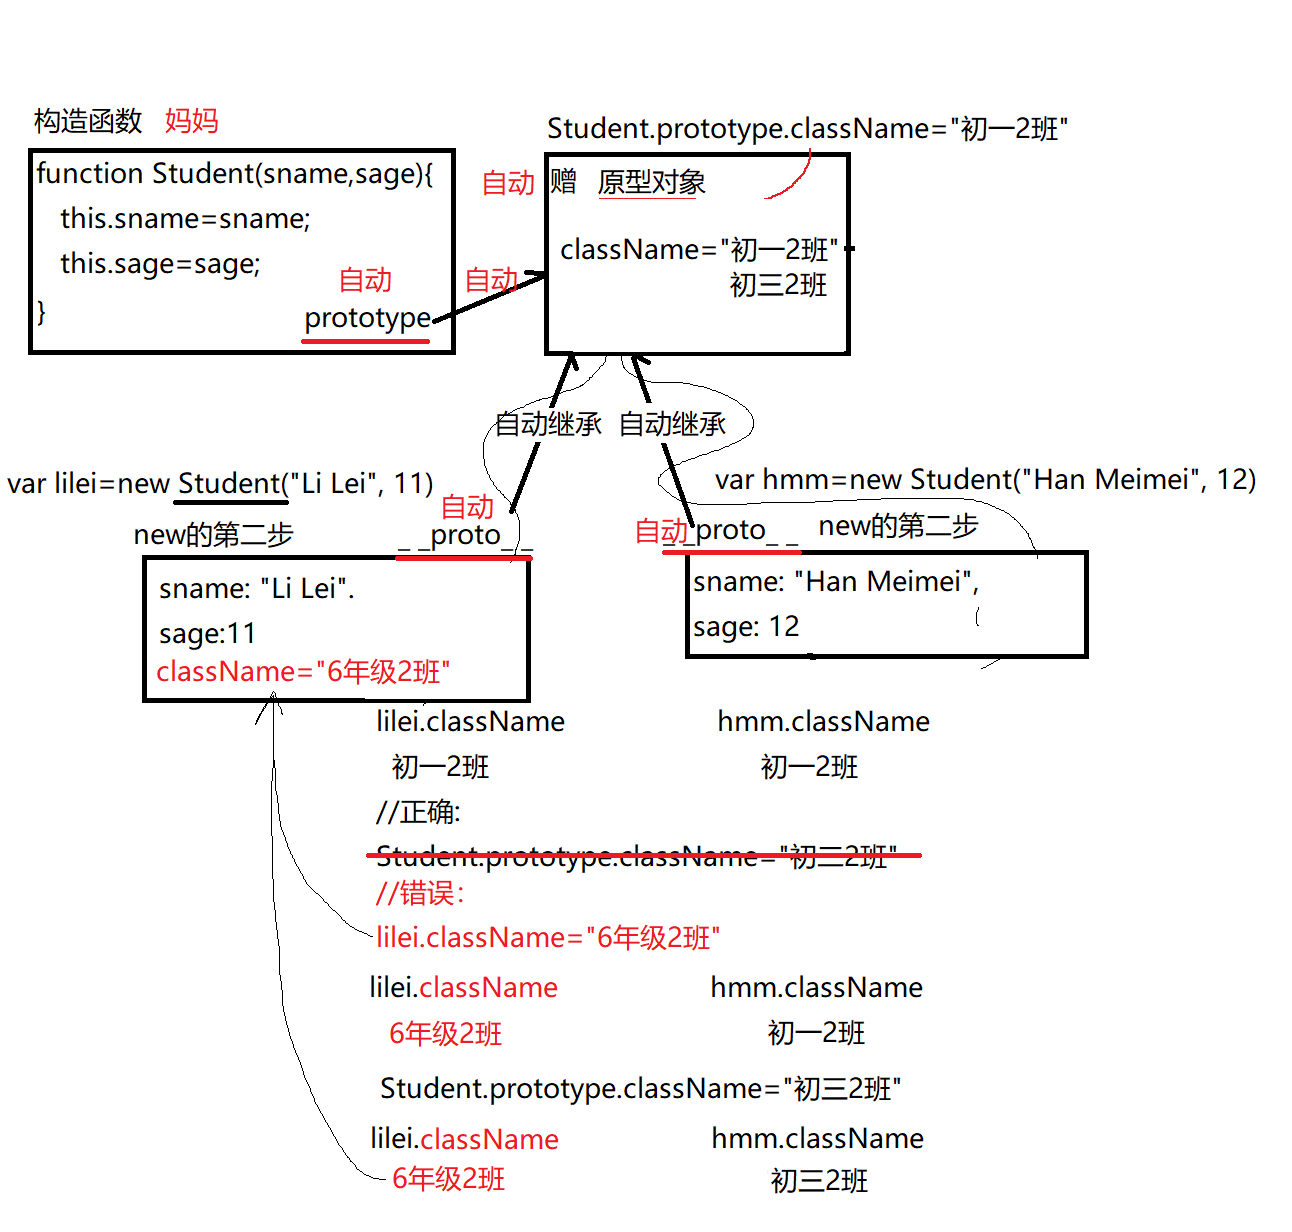 构造函数 妈妈
function Student(sname,sage){
this.sname=sname;
this.sage=sage;
}
自动
prototype
自动
Student.prototype.className="初一2班"
自动 赠 原型对象
className="初一2班"
初三2班
自动继承 自动继承
var lilei=new Student("Li Lei", 11)
new的第二步
自动
_ _proto_ _
sname: "Li Lei".
sage:11
className="6年级2班"
var hmm=new Student("Han Meimei", 12)
自动_ _proto_ _ new的第二步
sname: "Han Meimei",
sage: 12
lilei.className hmm.className
初一2班 初一2班
//正确:
Student.prototype.className="初三2班"
//错误：
lilei.className="6年级2班"
lilei.className hmm.className
6年级2班 初一2班
Student.prototype.className="初三2班"
lilei.className hmm.className
6年级2班 初三2班